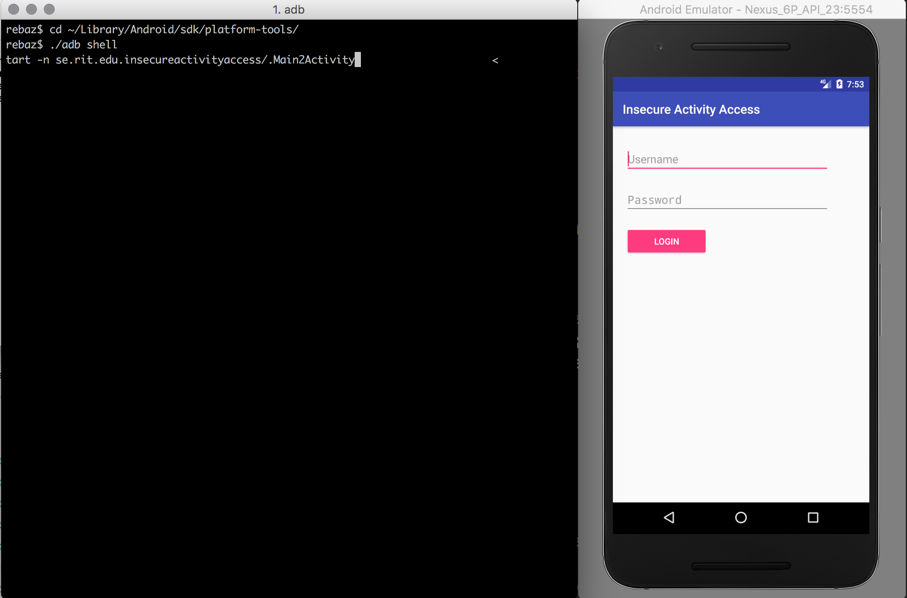 1. adb
rebaz$ cd ~/Library/Android/sdk/platform-tools/
rebaz$ ./adb shell
tart -n se.rit.edu.insecureactivityaccess/.Main2Activity <
Android Emulator - Nexus_6P_API_23:5554
4G 7:53
Insecure Activity Access
Username
Password
LOGIN